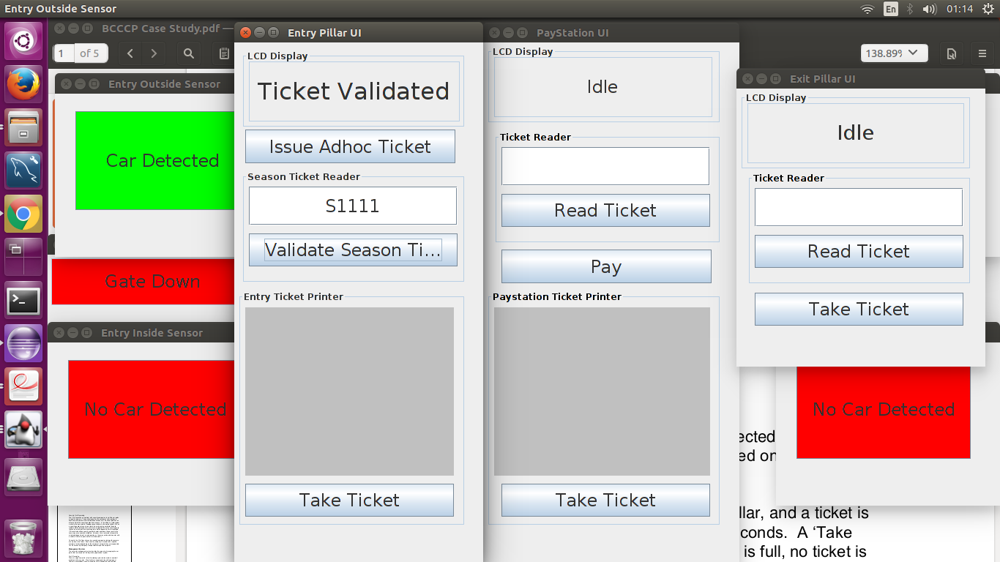 Entry Outside Sensor
En
01:14
BCCCP Case Study.pdf —
1
of 5
138.89%
Entry Outside Sensor
Car Detected
Gate Down
Entry Inside Sensor
No Car Detected
Entry Pillar UI
LCD Display
Ticket Validated
Issue Adhoc Ticket
Season Ticket Reader
S1111
Validate Season Ti...
Entry Ticket Printer
Take Ticket
PayStation UI
LCD Display
Idle
Ticket Reader
Read Ticket
Pay
Paystation Ticket Printer
Take Ticket
Exit Pillar UI
LCD Display
Idle
Ticket Reader
Read Ticket
Take Ticket
No Car Detected
ected
ed on
llar, and a ticket is
conds. A ‘Take
is full, no ticket is